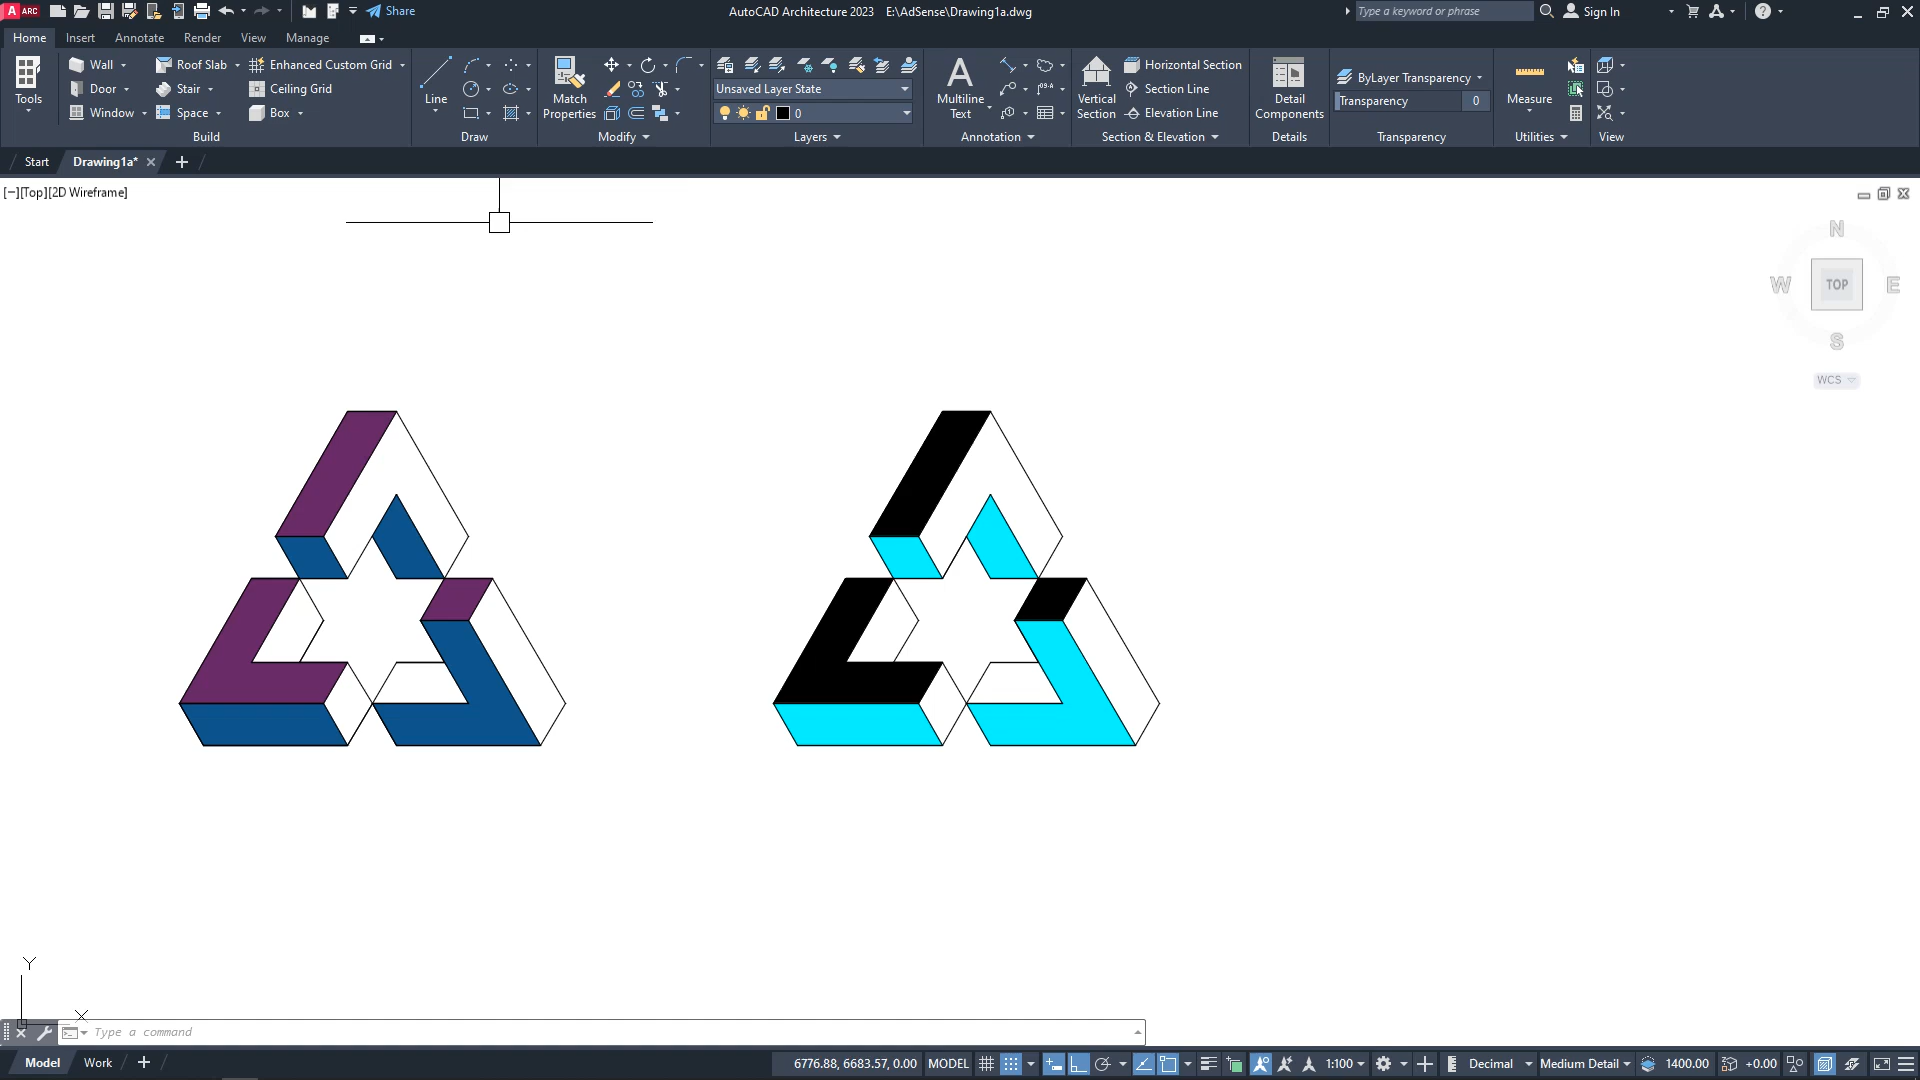 A ARC Share AutoCAD Architecture 2023 E:\AdSense\Drawing1a.dwg Type a keyword or phrase Sign In ?
Home Insert Annotate Render View Manage
Tools
Wall Roof Slab Enhanced Custom Grid
Door Stair Ceiling Grid
Window Space Box
Build
Line
Draw
Match
Properties
Modify
Unsaved Layer State
0
Layers
A
Multiline
Text
Annotation
Vertical
Section
Horizontal Section
Section Line
Elevation Line
Section & Elevation
Detail
Components
Details
ByLayer Transparency
Transparency 0
Transparency
Measure
Utilities
View
Start Drawing1a* +
[−][Top][2D Wireframe]
N
W TOP E
S
WCS
Y
X
Type a command
Model Work +
6776.88, 6683.57, 0.00 MODEL 1:100 Decimal Medium Detail 1400.00 +0.00